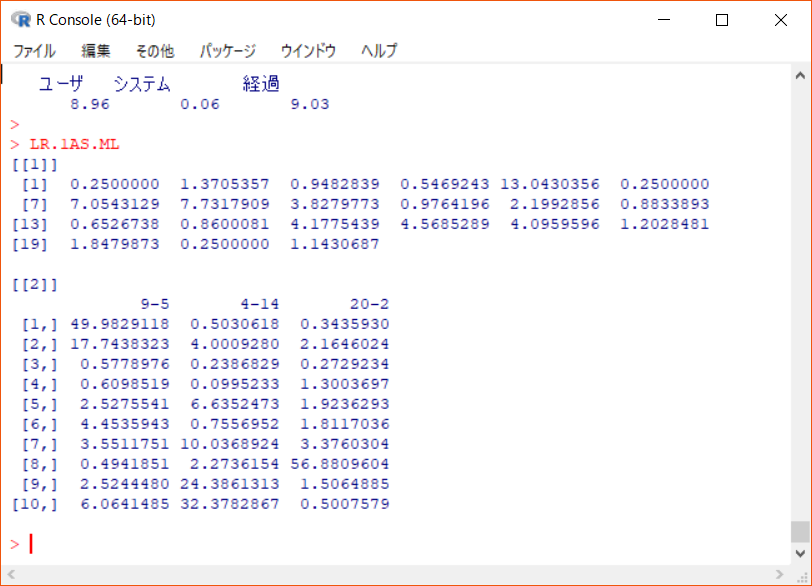 R Console (64-bit)
ファイル 編集 その他 パッケージ ウインドウ ヘルプ
ユーザ システム 経過
8.96 0.06 9.03
>
> LR.1AS.ML
[[1]]
[1] 0.2500000 1.3705357 0.9482839 0.5469243 13.0430356 0.2500000
[7] 7.0543129 7.7317909 3.8279773 0.9764196 2.1992856 0.8833893
[13] 0.6526738 0.8600081 4.1775439 4.5685289 4.0959596 1.2028481
[19] 1.8479873 0.2500000 1.1430687
[[2]]
9-5 4-14 20-2
[1,] 49.9829118 0.5030618 0.3435930
[2,] 17.7438323 4.0009280 2.1646024
[3,] 0.5778976 0.2386829 0.2729234
[4,] 0.6098519 0.0995233 1.3003697
[5,] 2.5275541 6.6352473 1.9236293
[6,] 4.4535943 0.7556952 1.8117036
[7,] 3.5511751 10.0368924 3.3760304
[8,] 0.4941851 2.2736154 56.8809604
[9,] 2.5244480 24.3861313 1.5064885
[10,] 6.0641485 32.3782867 0.5007579
>